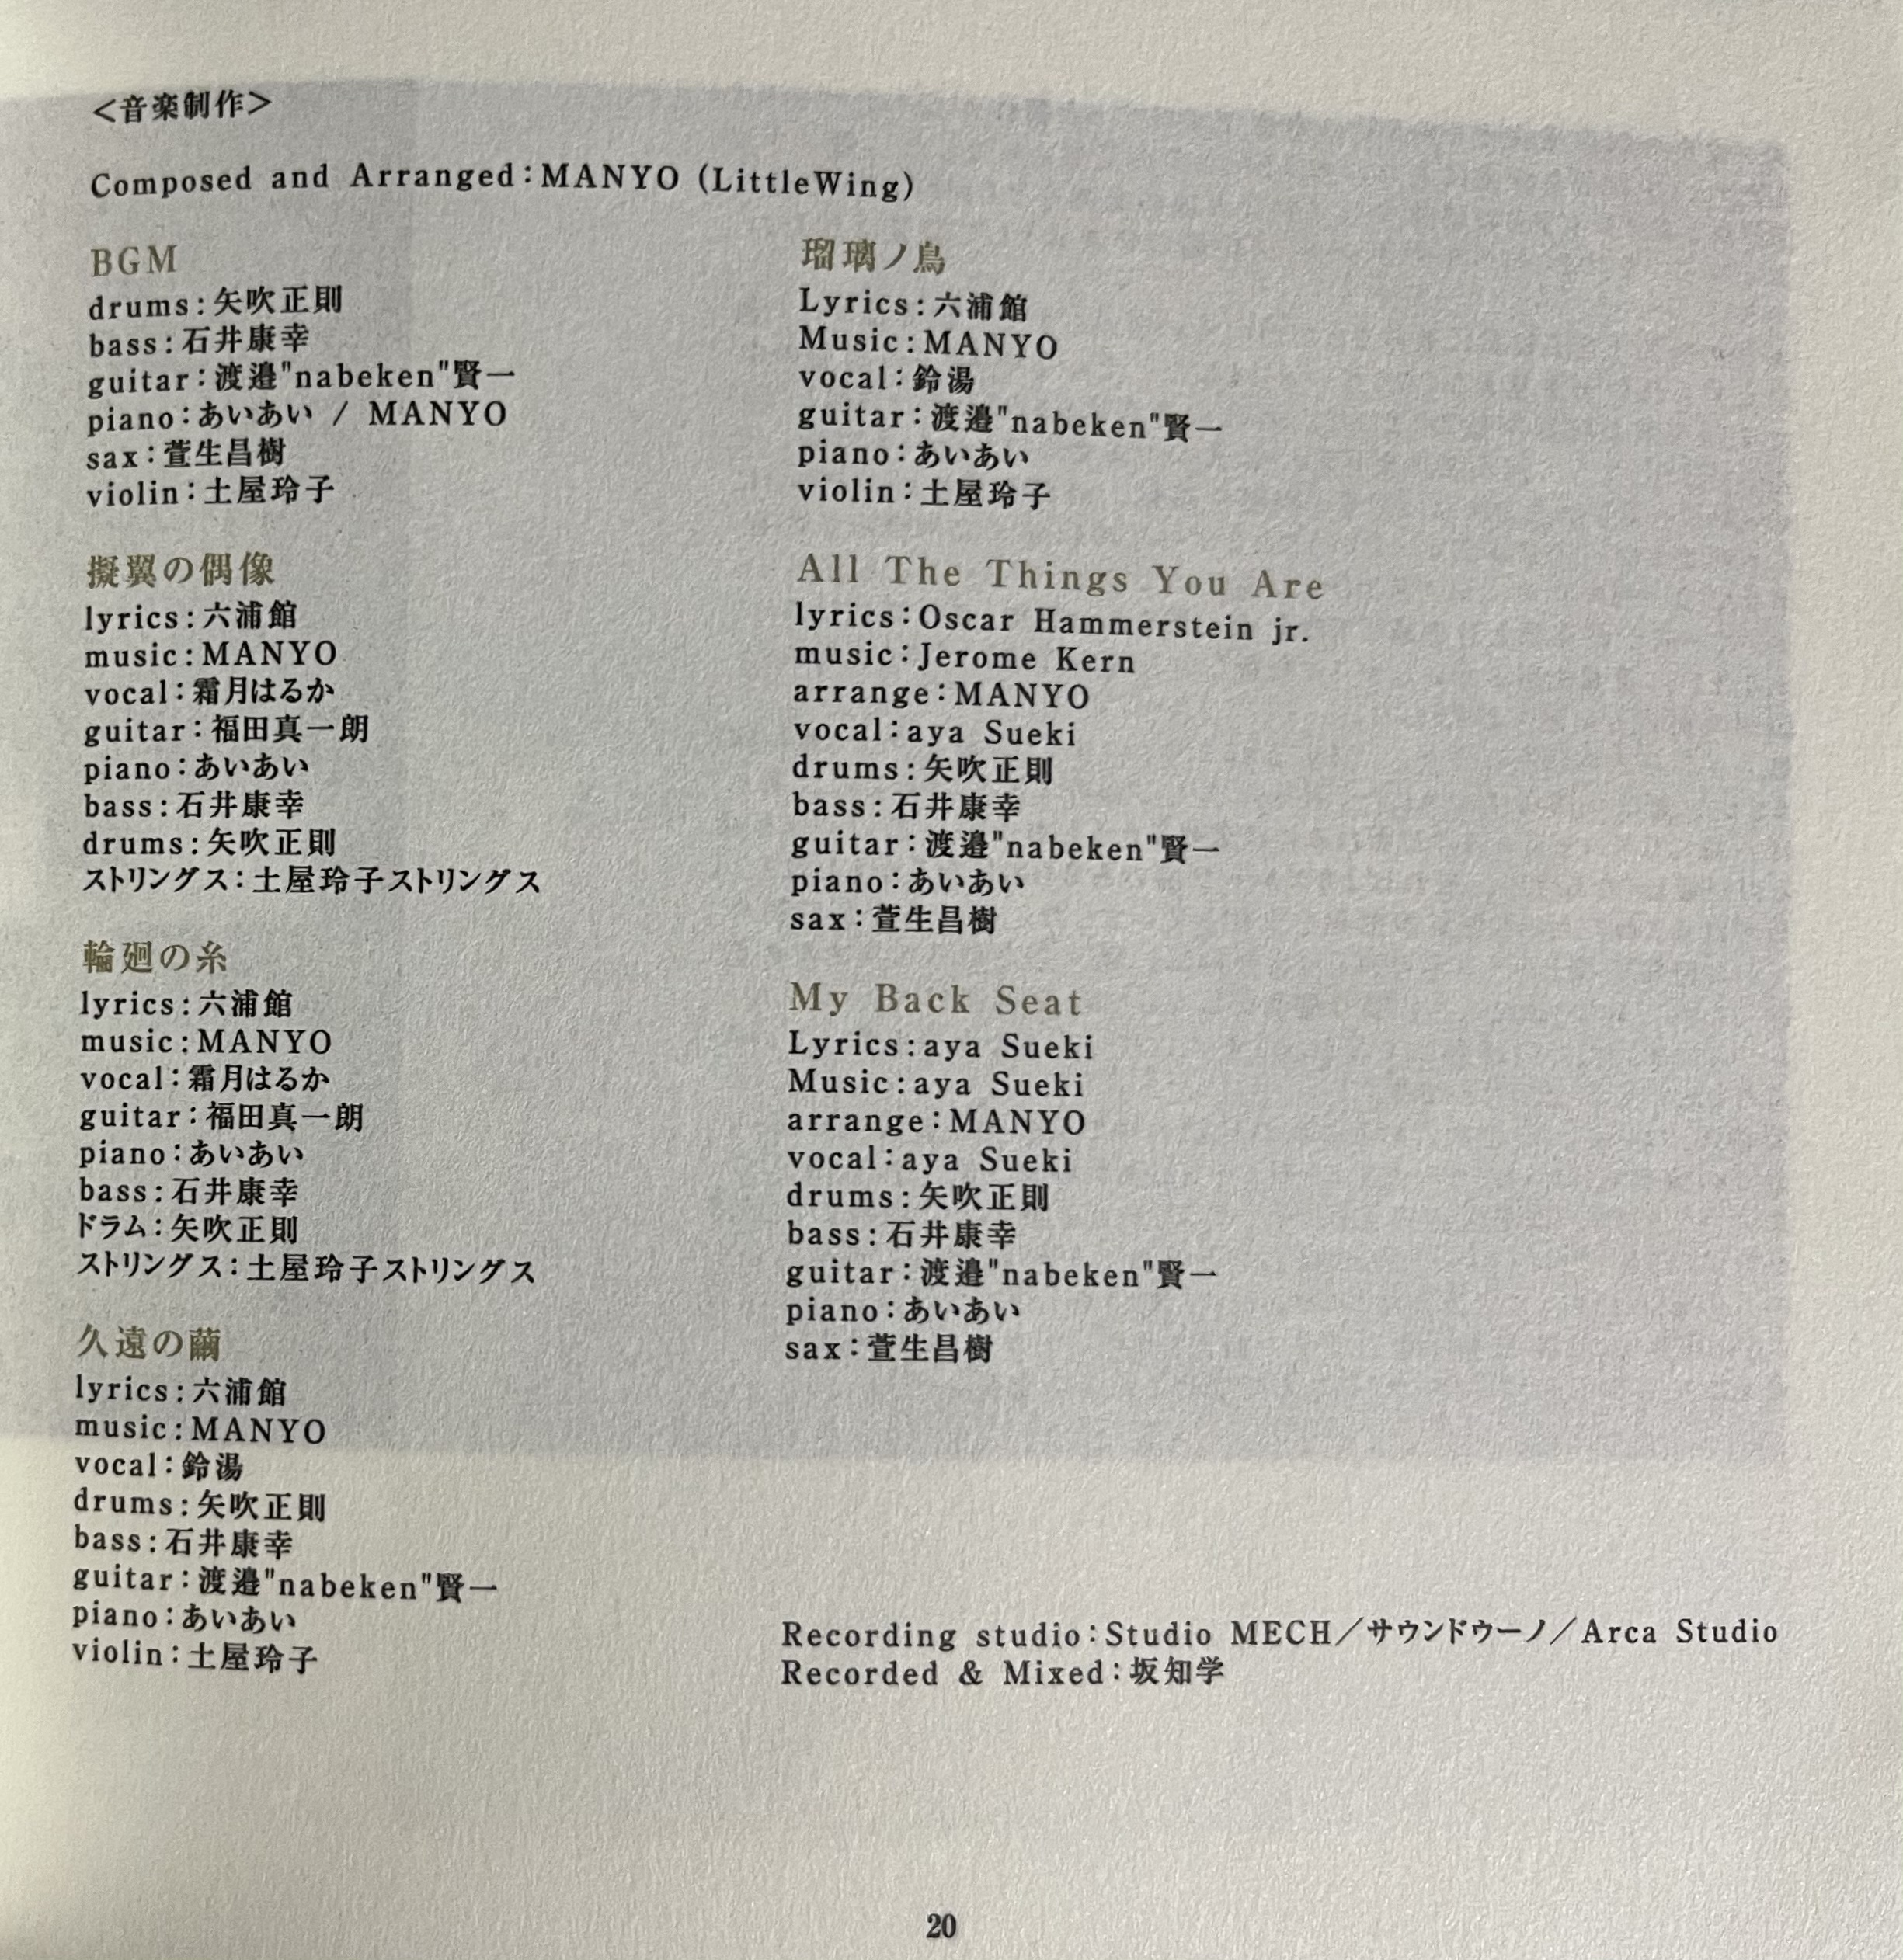 <音楽制作>
Composed and Arranged：MANYO (LittleWing)
BGM
drums：矢吹正則
bass：石井康幸
guitar：渡邉"nabeken"賢一
piano：あいあい / MANYO
sax：萱生昌樹
violin：土屋玲子
擬翼の偶像
lyrics：六浦館
music：MANYO
vocal：霜月はるか
guitar：福田真一朗
piano：あいあい
bass：石井康幸
drums：矢吹正則
ストリングス：土屋玲子ストリングス
輪廻の糸
lyrics：六浦館
music：MANYO
vocal：霜月はるか
guitar：福田真一朗
piano：あいあい
bass：石井康幸
ドラム：矢吹正則
ストリングス：土屋玲子ストリングス
久遠の繭
lyrics：六浦館
music：MANYO
vocal：鈴湯
drums：矢吹正則
bass：石井康幸
guitar：渡邉"nabeken"賢一
piano：あいあい
violin：土屋玲子
瑠璃ノ鳥
Lyrics：六浦館
Music：MANYO
vocal：鈴湯
guitar：渡邉"nabeken"賢一
piano：あいあい
violin：土屋玲子
All The Things You Are
lyrics：Oscar Hammerstein jr.
music：Jerome Kern
arrange：MANYO
vocal：aya Sueki
drums：矢吹正則
bass：石井康幸
guitar：渡邉"nabeken"賢一
piano：あいあい
sax：萱生昌樹
My Back Seat
Lyrics：aya Sueki
Music：aya Sueki
arrange：MANYO
vocal：aya Sueki
drums：矢吹正則
bass：石井康幸
guitar：渡邉"nabeken"賢一
piano：あいあい
sax：萱生昌樹
Recording studio：Studio MECH／サウンドウーノ／Arca Studio
Recorded & Mixed：坂知学
20